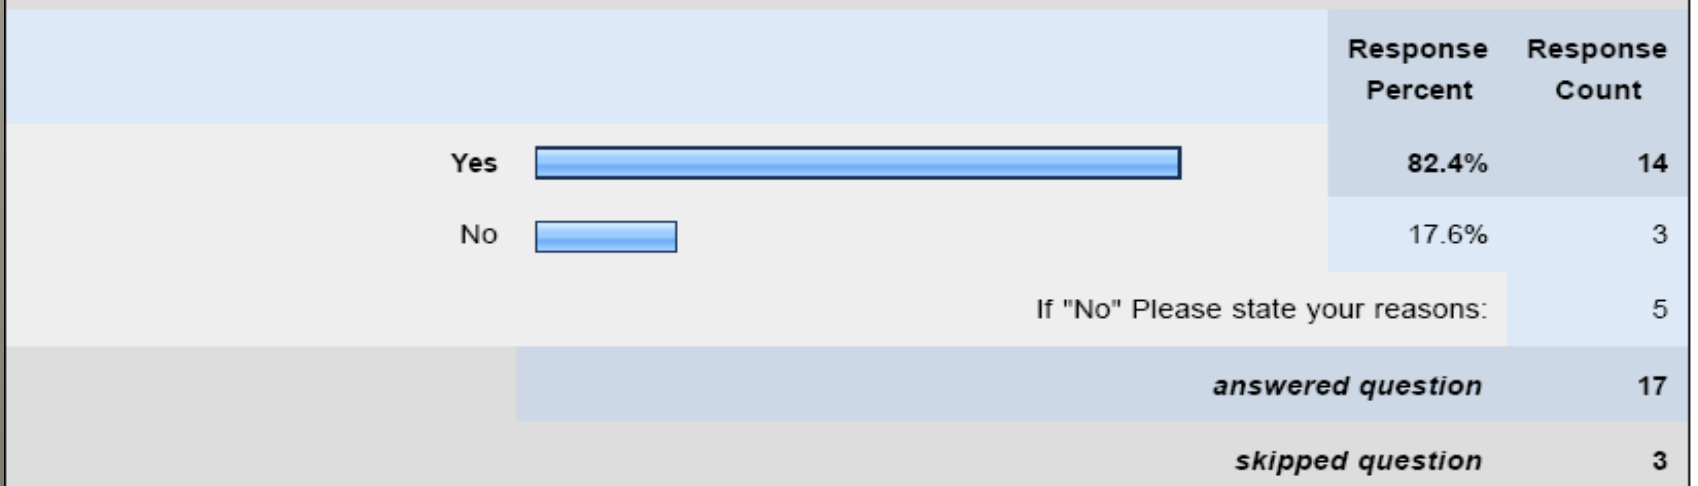 Response Percent Response Count
Yes 82.4% 14
No 17.6% 3
If "No" Please state your reasons: 5
answered question 17
skipped question 3